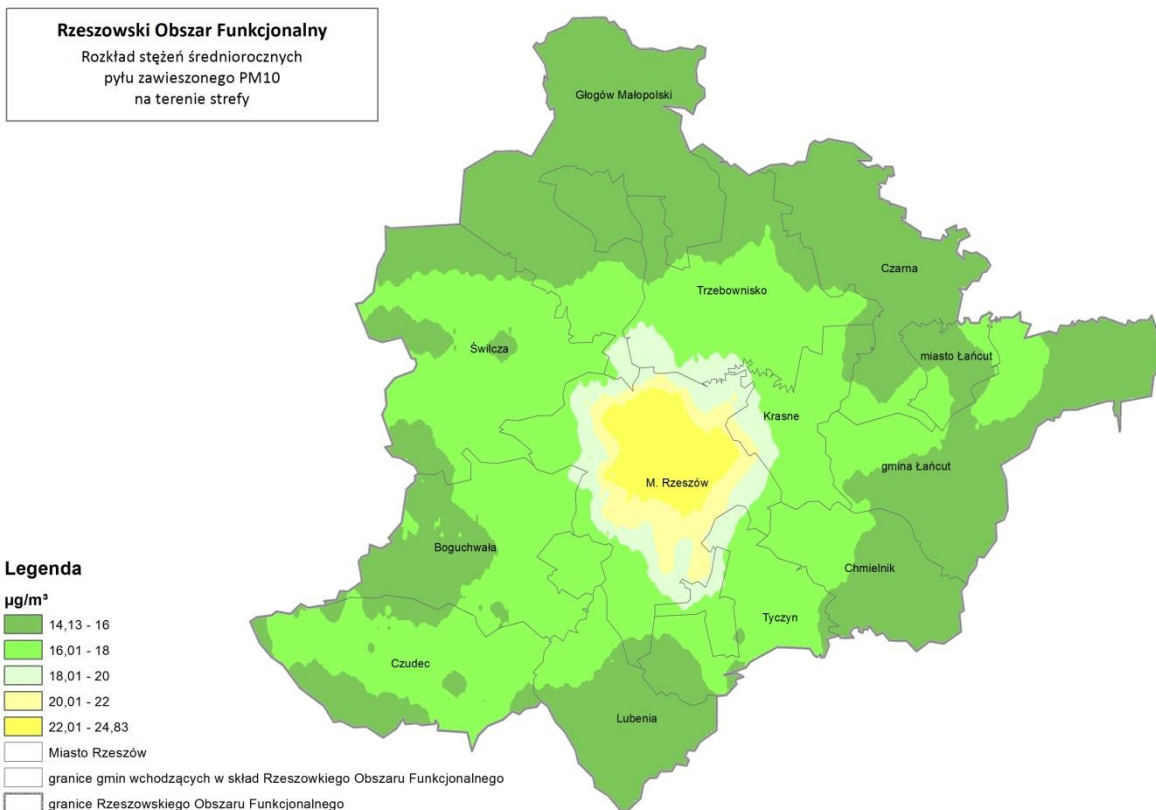 Rzeszowski Obszar Funkcjonalny
Rozkład stężeń średniorocznych
pyłu zawieszonego PM10
na terenie strefy
Głogów Małopolski
Czarna
Trzebownisko
Świlcza
miasto Łańcut
Krasne
gmina Łańcut
M. Rzeszów
Boguchwała
Chmielnik
Tyczyn
Czudec
Lubenia
Legenda
µg/m³
14,13 - 16
16,01 - 18
18,01 - 20
20,01 - 22
22,01 - 24,83
Miasto Rzeszów
granice gmin wchodzących w skład Rzeszowkiego Obszaru Funkcjonalnego
granice Rzeszowskiego Obszaru Funkcjonalnego